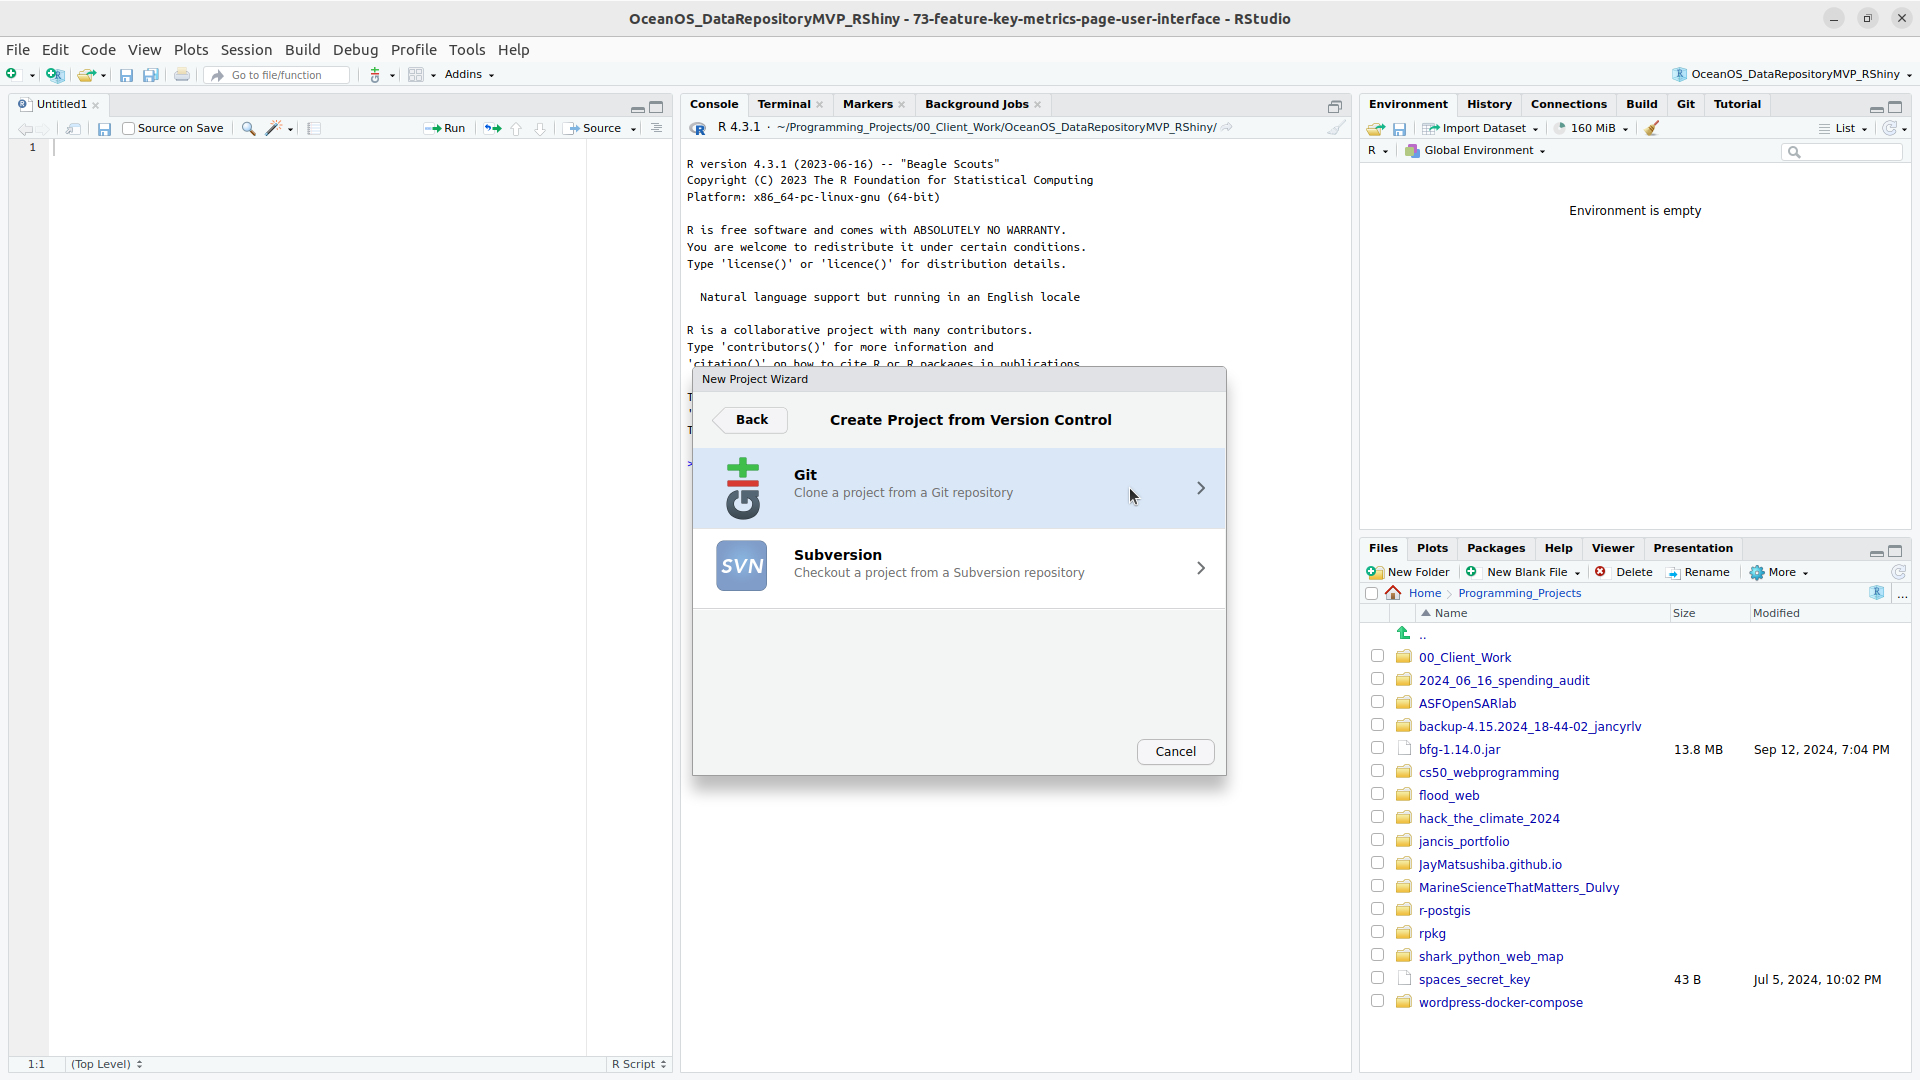 OceanOS_DataRepositoryMVP_RShiny - 73-feature-key-metrics-page-user-interface - RStudio
File Edit Code View Plots Session Build Debug Profile Tools Help
Go to file/function
Addins
OceanOS_DataRepositoryMVP_RShiny
Untitled1
Source on Save
Run
Source
1
1:1
(Top Level)
R Script
Console Terminal Markers Background Jobs
R 4.3.1 · ~/Programming_Projects/00_Client_Work/OceanOS_DataRepositoryMVP_RShiny/
R version 4.3.1 (2023-06-16) -- "Beagle Scouts"
Copyright (C) 2023 The R Foundation for Statistical Computing
Platform: x86_64-pc-linux-gnu (64-bit)
R is free software and comes with ABSOLUTELY NO WARRANTY.
You are welcome to redistribute it under certain conditions.
Type 'license()' or 'licence()' for distribution details.
Natural language support but running in an English locale
R is a collaborative project with many contributors.
Type 'contributors()' for more information and
'citation()' on how to cite R or R packages in publications
T
'
T
>
New Project Wizard
Back
Create Project from Version Control
Git
Git
Clone a project from a Git repository
SVN
Subversion
Checkout a project from a Subversion repository
Cancel
Environment History Connections Build Git Tutorial
Import Dataset
160 MiB
List
R
Global Environment
Environment is empty
Files Plots Packages Help Viewer Presentation
New Folder New Blank File Delete Rename More
Home Programming_Projects ...
Name Size Modified
..
00_Client_Work
2024_06_16_spending_audit
ASFOpenSARlab
backup-4.15.2024_18-44-02_jancyrlv
bfg-1.14.0.jar 13.8 MB Sep 12, 2024, 7:04 PM
cs50_webprogramming
flood_web
hack_the_climate_2024
jancis_portfolio
JayMatsushiba.github.io
MarineScienceThatMatters_Dulvy
r-postgis
rpkg
shark_python_web_map
spaces_secret_key 43 B Jul 5, 2024, 10:02 PM
wordpress-docker-compose